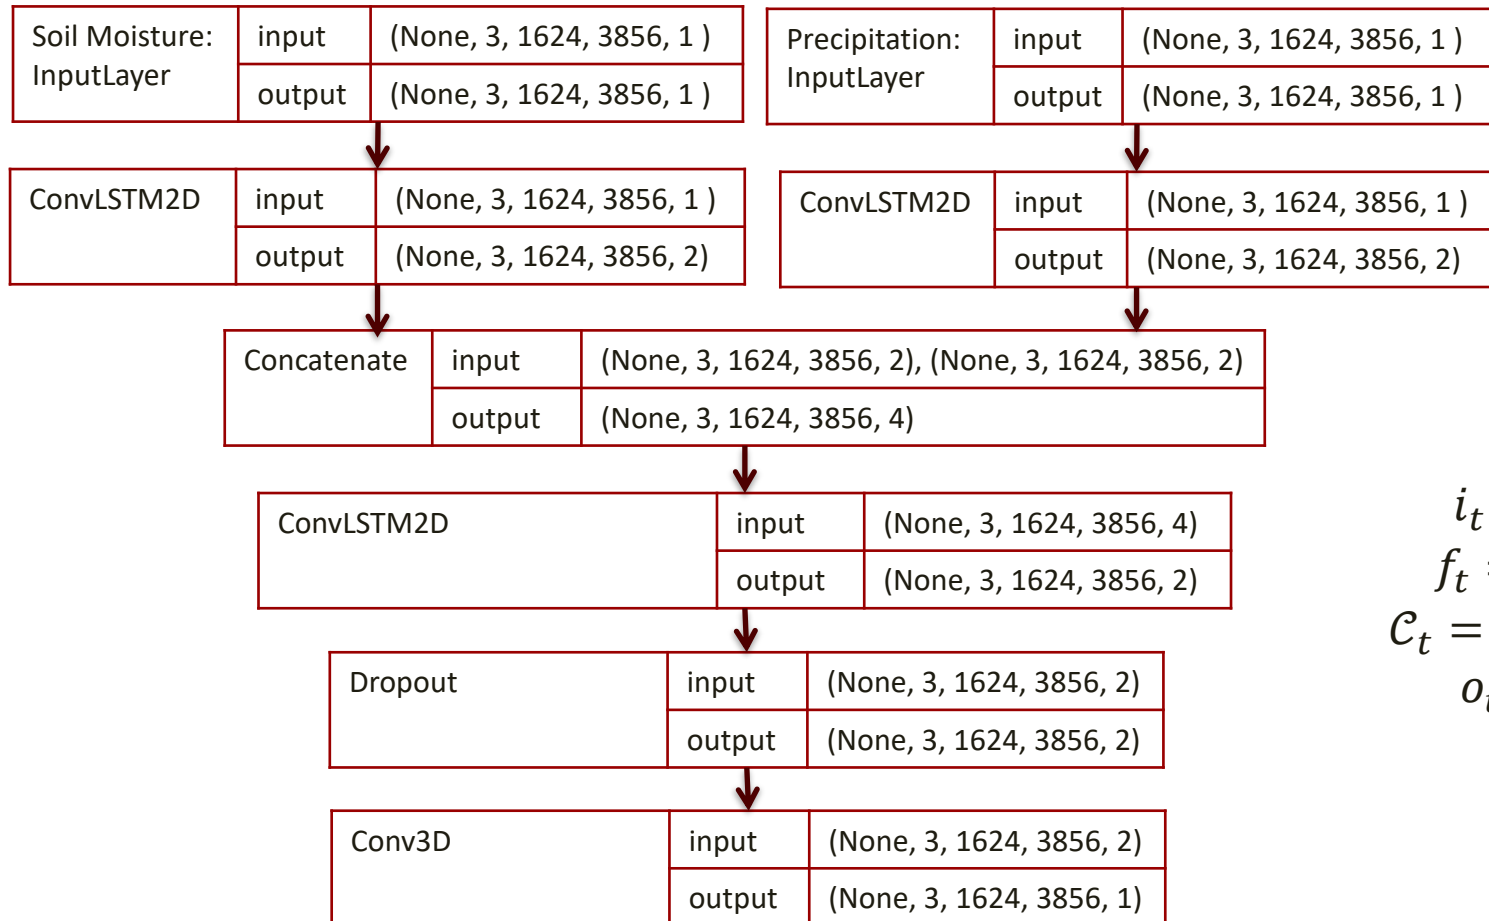 Soil Moisture:
InputLayer
input
(None, 3, 1624, 3856, 1 )
output
(None, 3, 1624, 3856, 1 )
Precipitation:
InputLayer
input
(None, 3, 1624, 3856, 1 )
output
(None, 3, 1624, 3856, 1 )
ConvLSTM2D
input
(None, 3, 1624, 3856, 1 )
output
(None, 3, 1624, 3856, 2)
ConvLSTM2D
input
(None, 3, 1624, 3856, 1 )
output
(None, 3, 1624, 3856, 2)
Concatenate
input
(None, 3, 1624, 3856, 2), (None, 3, 1624, 3856, 2)
output
(None, 3, 1624, 3856, 4)
ConvLSTM2D
input
(None, 3, 1624, 3856, 4)
output
(None, 3, 1624, 3856, 2)
Dropout
input
(None, 3, 1624, 3856, 2)
output
(None, 3, 1624, 3856, 2)
Conv3D
input
(None, 3, 1624, 3856, 2)
output
(None, 3, 1624, 3856, 1)
i_t
f_t
𝒞_t =